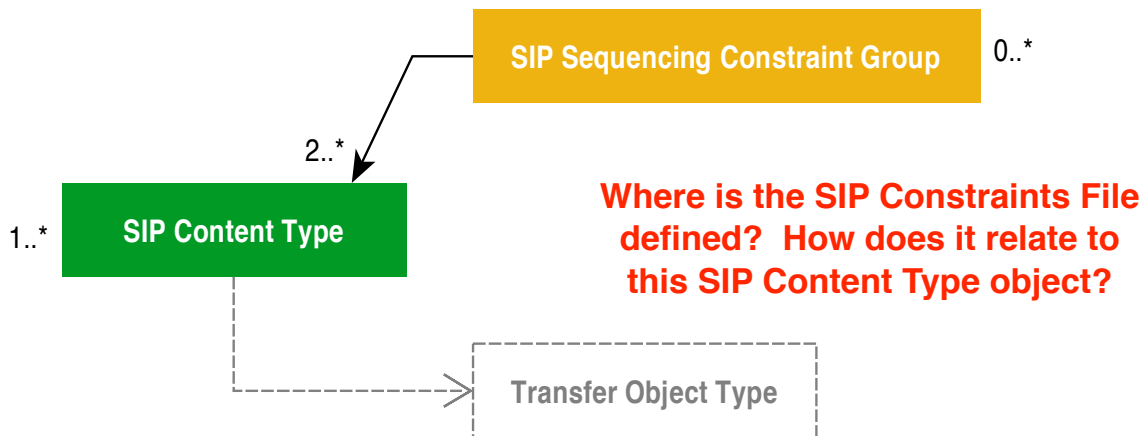 SIP Sequencing Constraint Group
0..*
2..*
SIP Content Type
1..*
Where is the SIP Constraints File
defined? How does it relate to
this SIP Content Type object?
Transfer Object Type